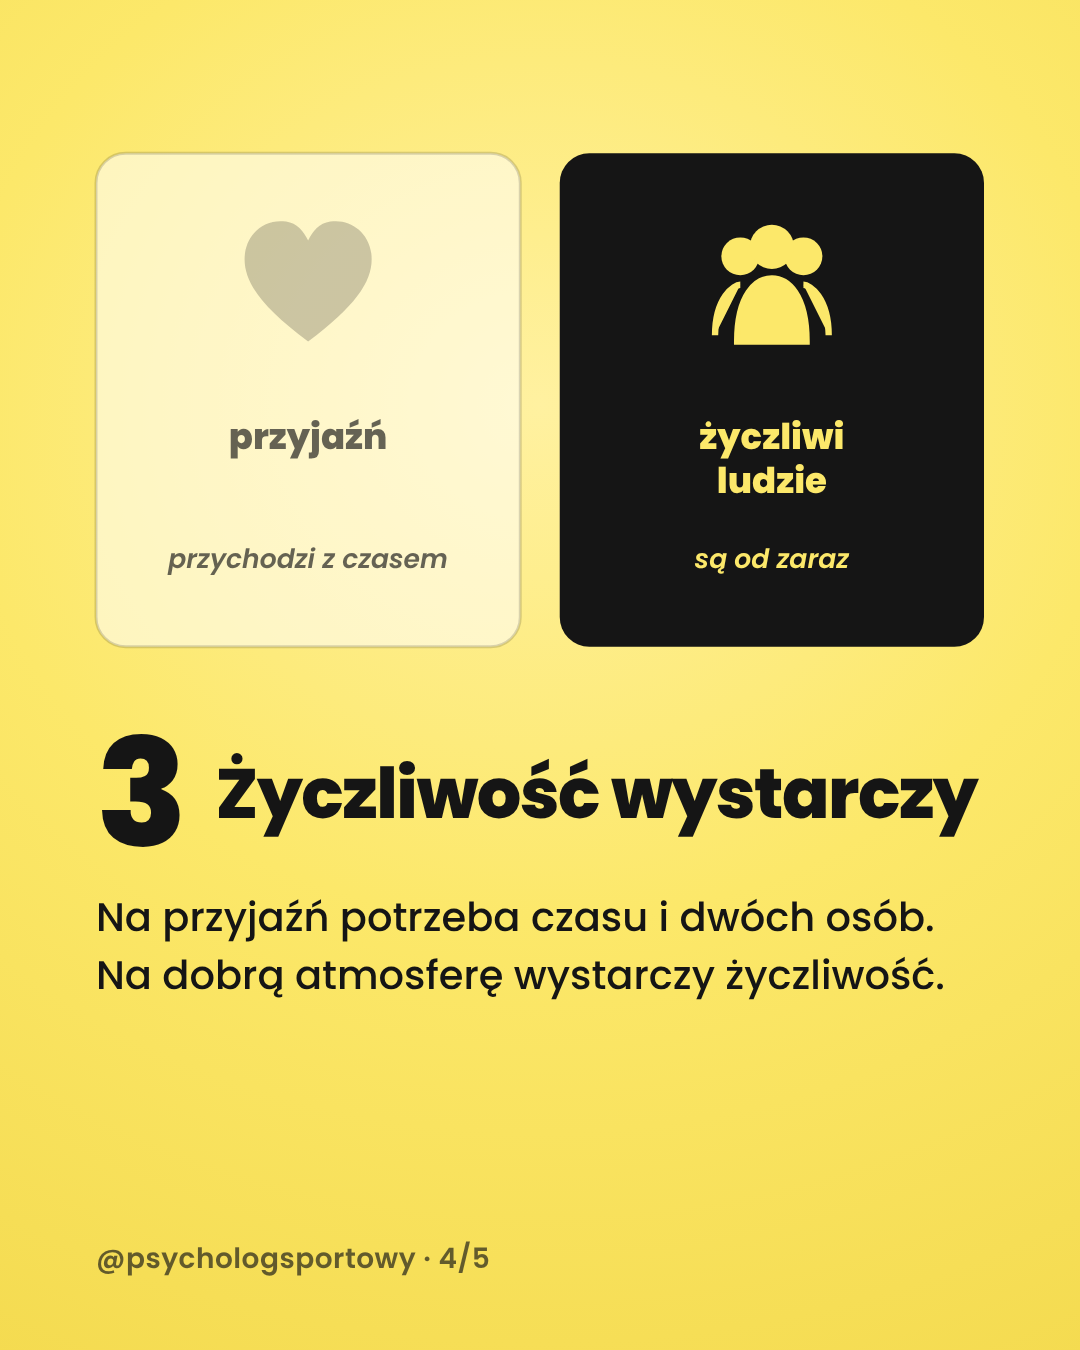 przyjaźń
przychodzi z czasem
życzliwi
ludzie
są od zaraz
3 Życzliwość wystarczy
Na przyjaźń potrzeba czasu i dwóch osób.
Na dobrą atmosferę wystarczy życzliwość.
@psychologsportowy · 4/5